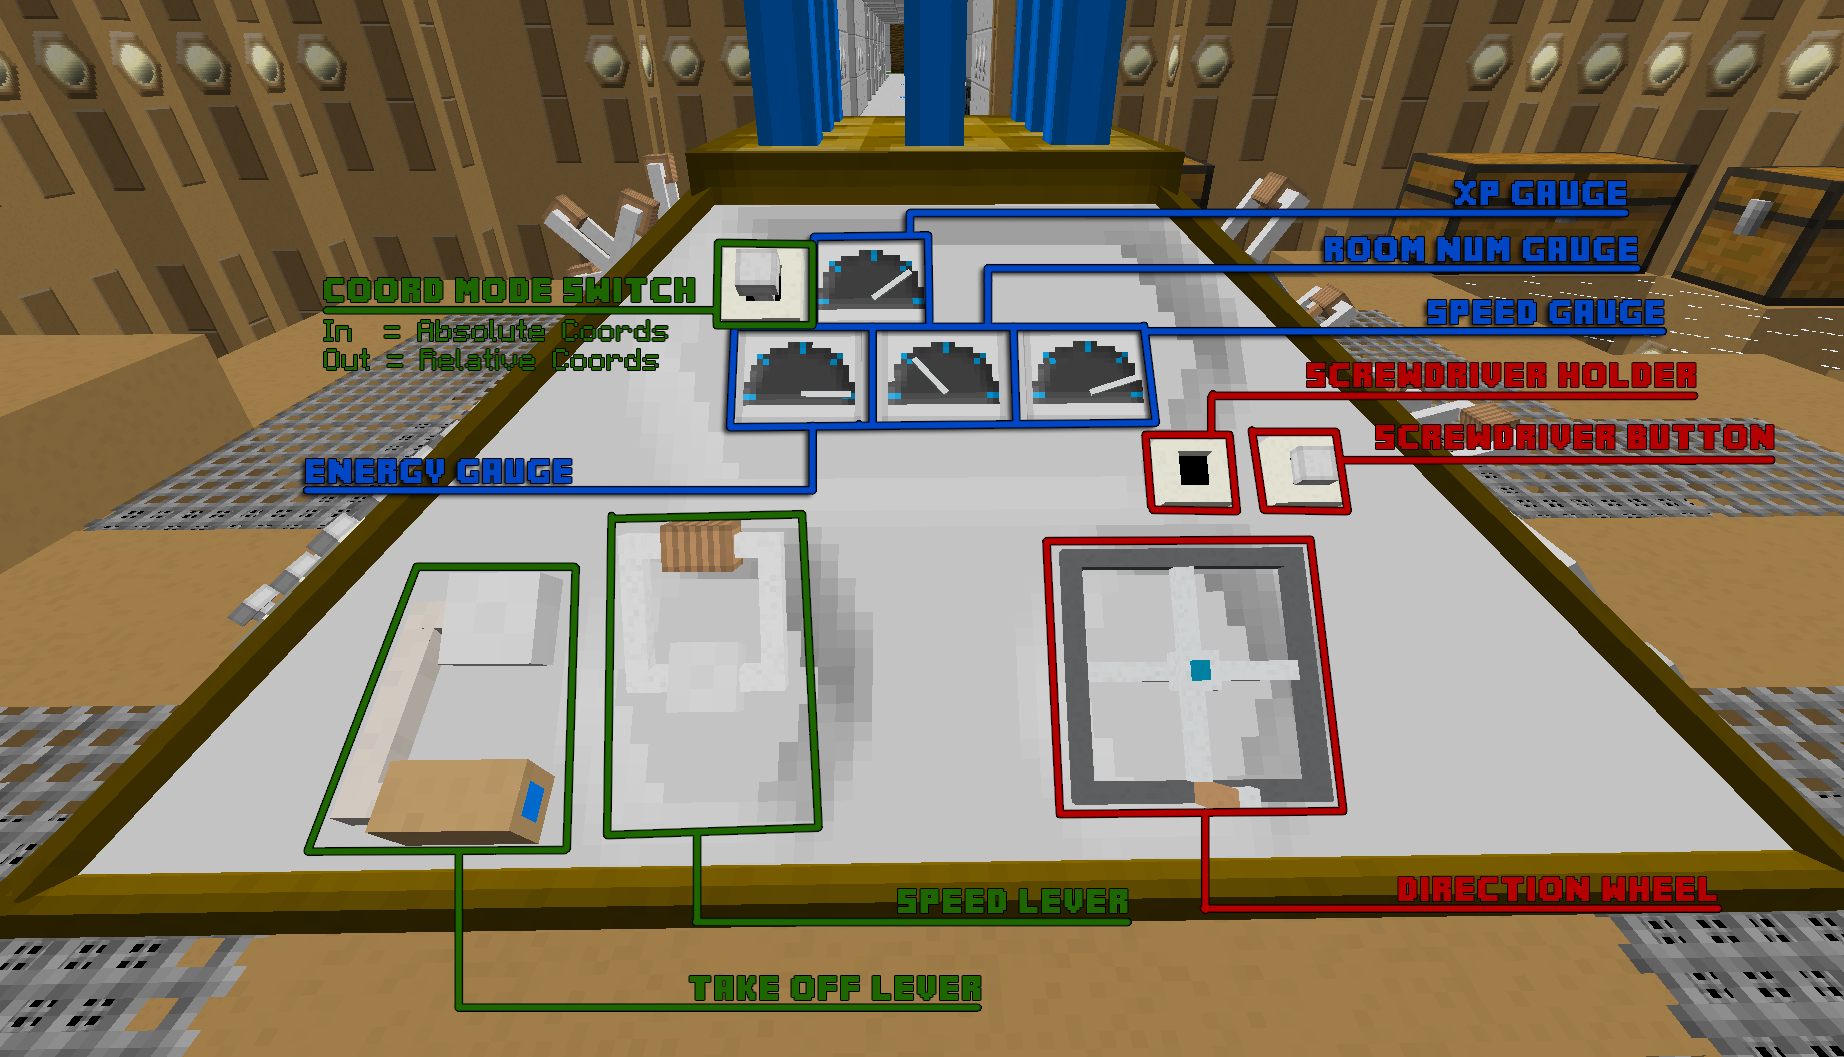 XP GAUGE
ROOM NUM GAUGE
COORD MODE SWITCH
In = Absolute Coords
Out = Relative Coords
SPEED GAUGE
SCREWDRIVER HOLDER
SCREWDRIVER BUTTON
ENERGY GAUGE
SPEED LEVER
DIRECTION WHEEL
TAKE OFF LEVER